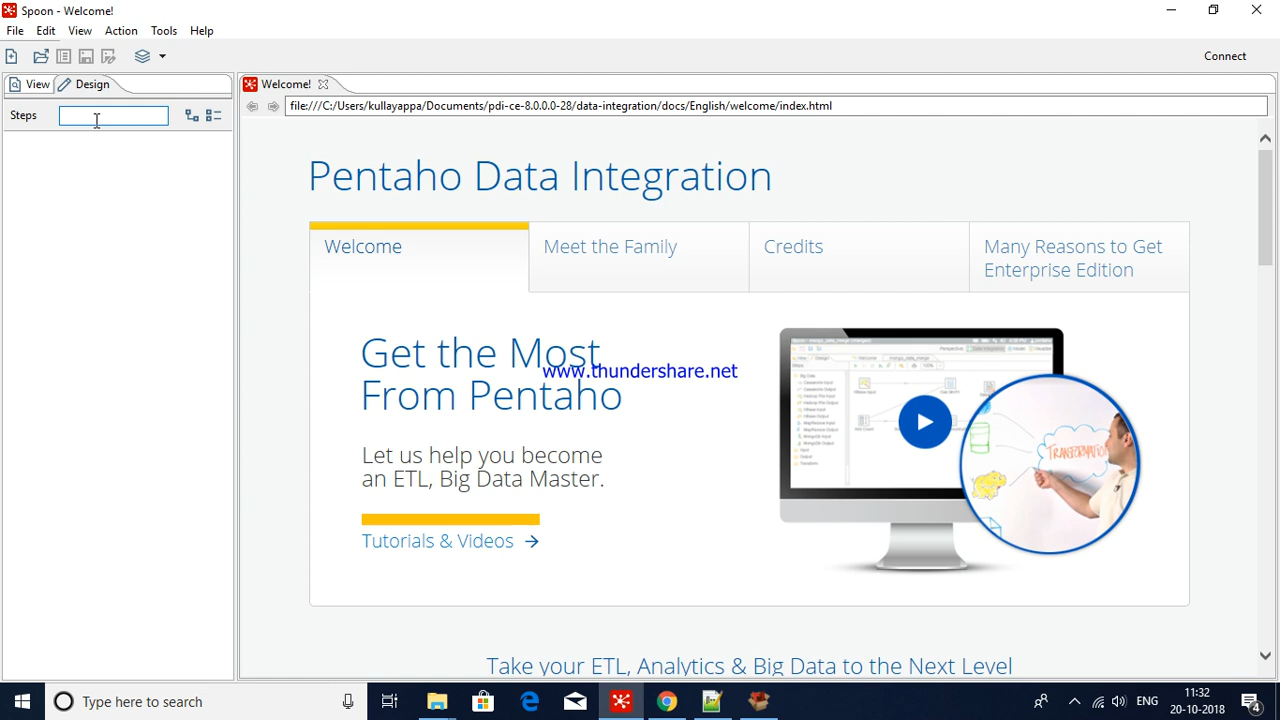 Spoon - Welcome!
File Edit View Action Tools Help
Connect
View Design
Welcome!
Steps
file:///C:/Users/kullayappa/Documents/pdi-ce-8.0.0.0-28/data-integration/docs/English/welcome/index.html
Pentaho Data Integration
Welcome
Meet the Family
Credits
Many Reasons to Get
Enterprise Edition
Get the Most
From Pentaho
www.thundershare.net
Let us help you become
an ETL, Big Data Master.
Tutorials & Videos
TRANSFORMATION
Take your ETL, Analytics & Big Data to the Next Level
Type here to search
ENG
11:32
20-10-2018
4